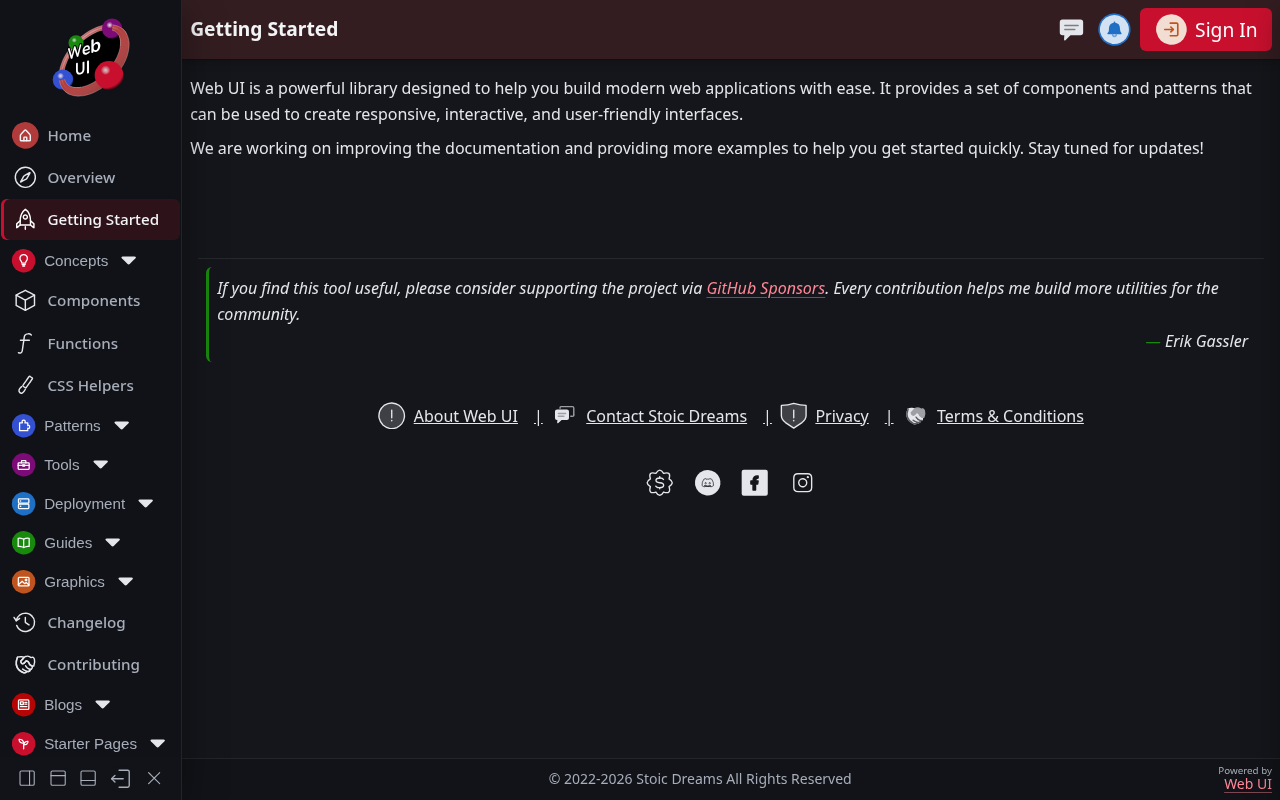 Web
UI
Home
Overview
Getting Started
Concepts
Components
Functions
CSS Helpers
Patterns
Tools
Deployment
Guides
Graphics
Changelog
Contributing
Blogs
Starter Pages
Getting Started
Sign In
Web UI is a powerful library designed to help you build modern web applications with ease. It provides a set of components and patterns that
can be used to create responsive, interactive, and user-friendly interfaces.
We are working on improving the documentation and providing more examples to help you get started quickly. Stay tuned for updates!
If you find this tool useful, please consider supporting the project via GitHub Sponsors. Every contribution helps me build more utilities for the
community.
— Erik Gassler
About Web UI | Contact Stoic Dreams | Privacy | Terms & Conditions
© 2022-2026 Stoic Dreams All Rights Reserved
Powered by
Web UI